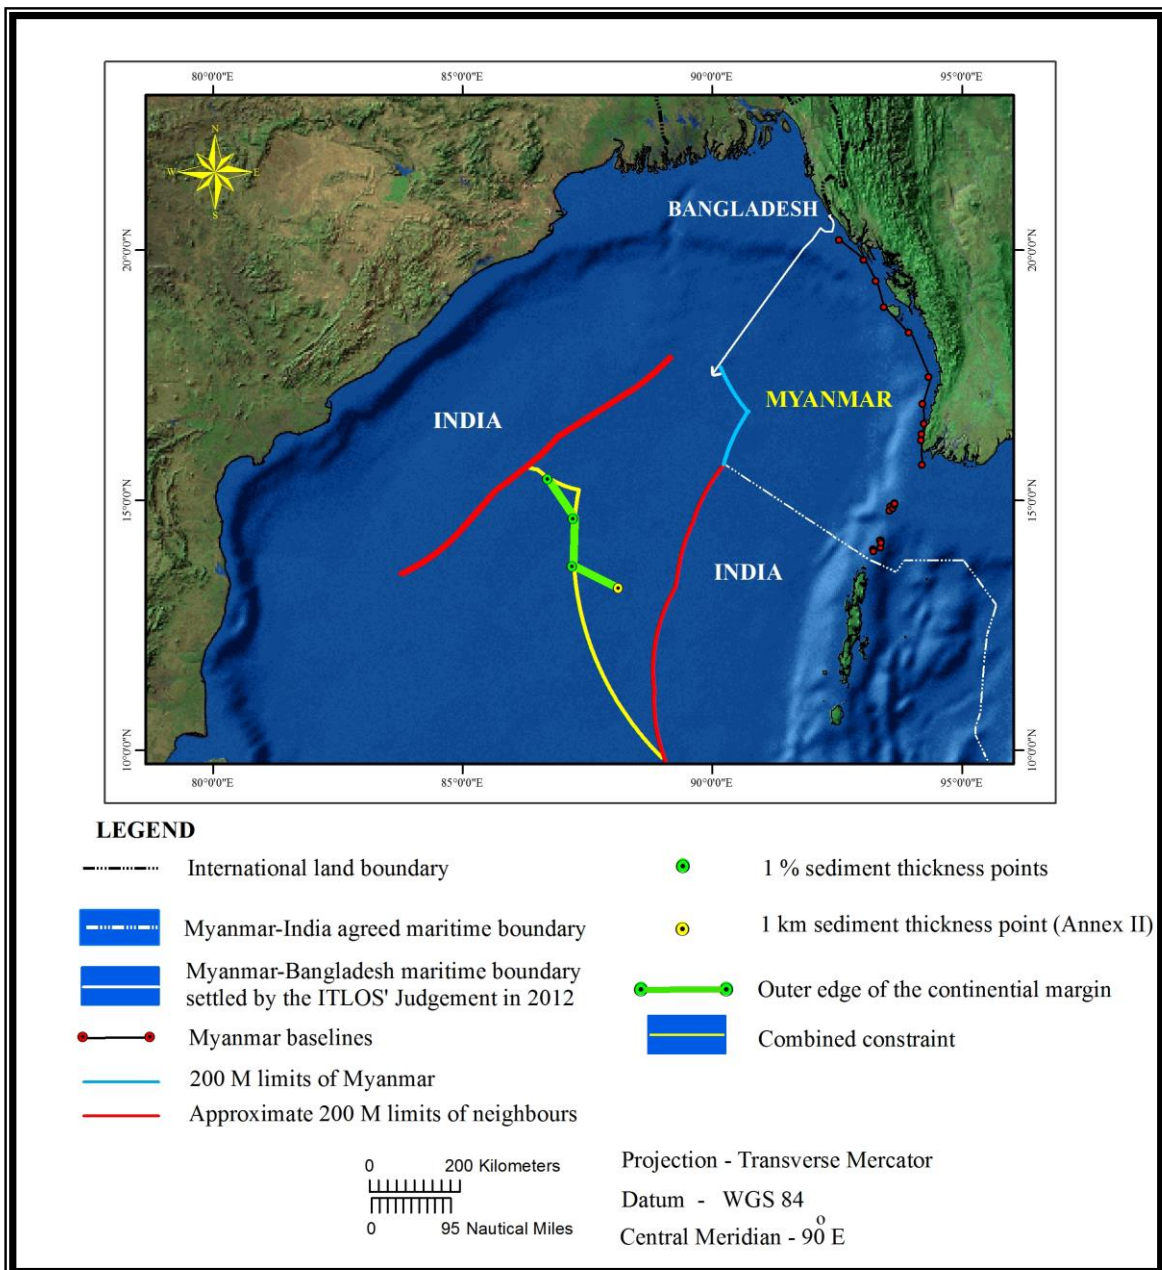 80°0'0"E 85°0'0"E 90°0'0"E 95°0'0"E
N
W E
S
BANGLADESH
20°0'0"N 20°0'0"N
INDIA MYANMAR
15°0'0"N 15°0'0"N
INDIA
10°0'0"N 10°0'0"N
80°0'0"E 85°0'0"E 90°0'0"E 95°0'0"E
LEGEND
International land boundary
Myanmar-India agreed maritime boundary
Myanmar-Bangladesh maritime boundary
settled by the ITLOS' Judgement in 2012
Myanmar baselines
200 M limits of Myanmar
Approximate 200 M limits of neighbours
1 % sediment thickness points
1 km sediment thickness point (Annex II)
Outer edge of the continential margin
Combined constraint
0 200 Kilometers
0 95 Nautical Miles
Projection - Transverse Mercator
Datum - WGS 84
Central Meridian - 90° E